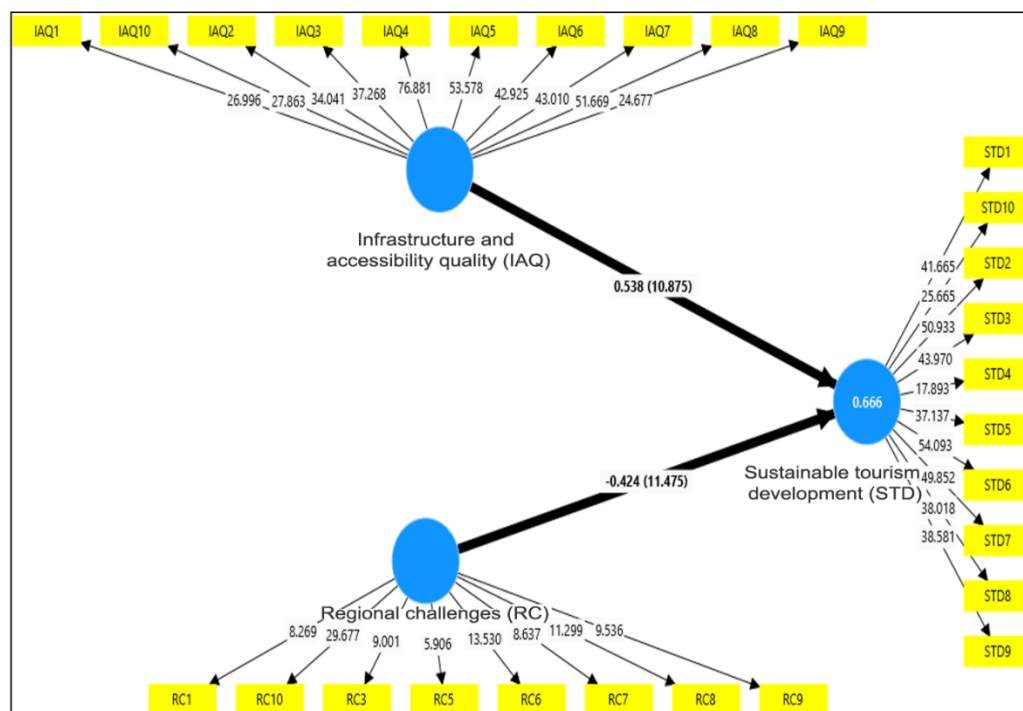 IAQ1 IAQ10 IAQ2 IAQ3 IAQ4 IAQ5 IAQ6 IAQ7 IAQ8 IAQ9
26.996 27.863 34.041 37.268 76.881 53.578 42.925 43.010 51.669 24.677
Infrastructure and
accessibility quality (IAQ)
0.538 (10.875)
STD1
STD10
STD2
STD3
STD4
STD5
STD6
STD7
STD8
STD9
41.665
25.665
50.933
43.970
17.893
37.137
54.093
49.852
38.018
38.581
0.666
Sustainable tourism
development (STD)
-0.424 (11.475)
Regional challenges (RC)
8.269 29.677 9.001 5.906 13.530 8.637 11.299 9.536
RC1 RC10 RC3 RC5 RC6 RC7 RC8 RC9